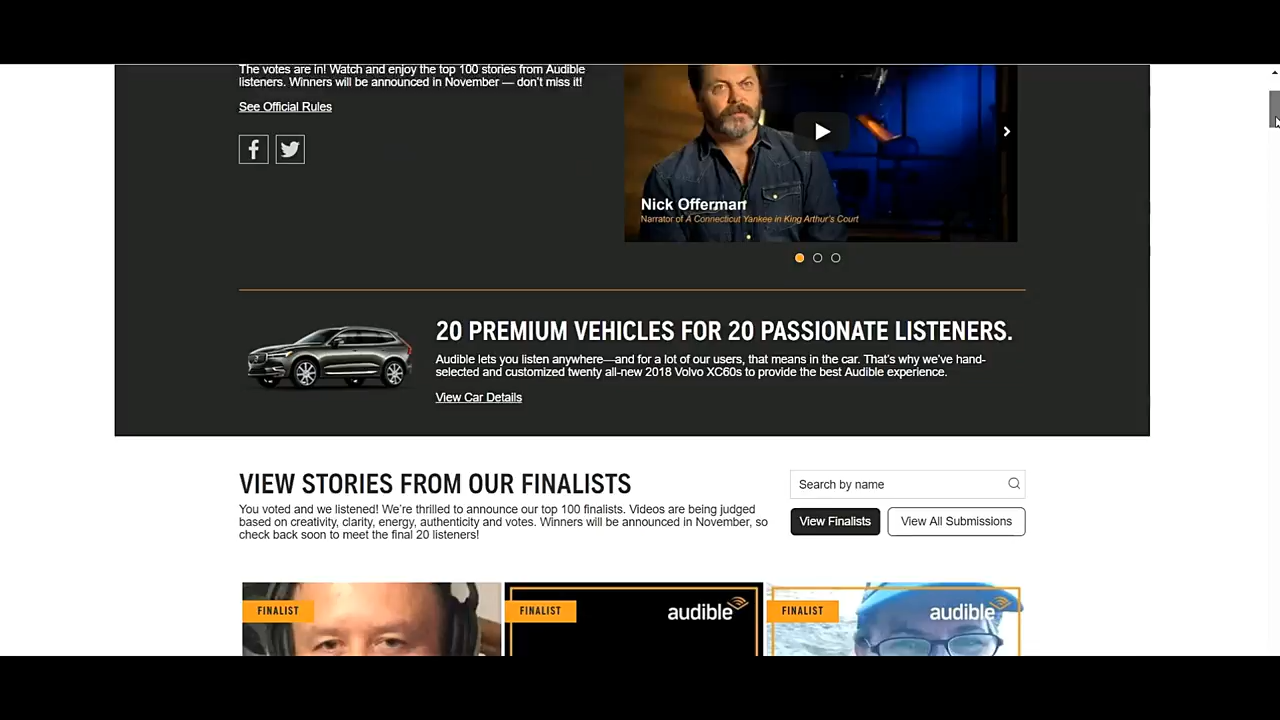 The votes are in! Watch and enjoy the top 100 stories from Audible
listeners. Winners will be announced in November — don't miss it!
See Official Rules
Nick Offerman
Narrator of A Connecticut Yankee in King Arthur's Court
20 PREMIUM VEHICLES FOR 20 PASSIONATE LISTENERS.
Audible lets you listen anywhere—and for a lot of our users, that means in the car. That's why we've hand-
selected and customized twenty all-new 2018 Volvo XC60s to provide the best Audible experience.
View Car Details
VIEW STORIES FROM OUR FINALISTS
You voted and we listened! We're thrilled to announce our top 100 finalists. Videos are being judged
based on creativity, clarity, energy, authenticity and votes. Winners will be announced in November, so
check back soon to meet the final 20 listeners!
Search by name
View Finalists
View All Submissions
FINALIST
FINALIST
audible
FINALIST
audible